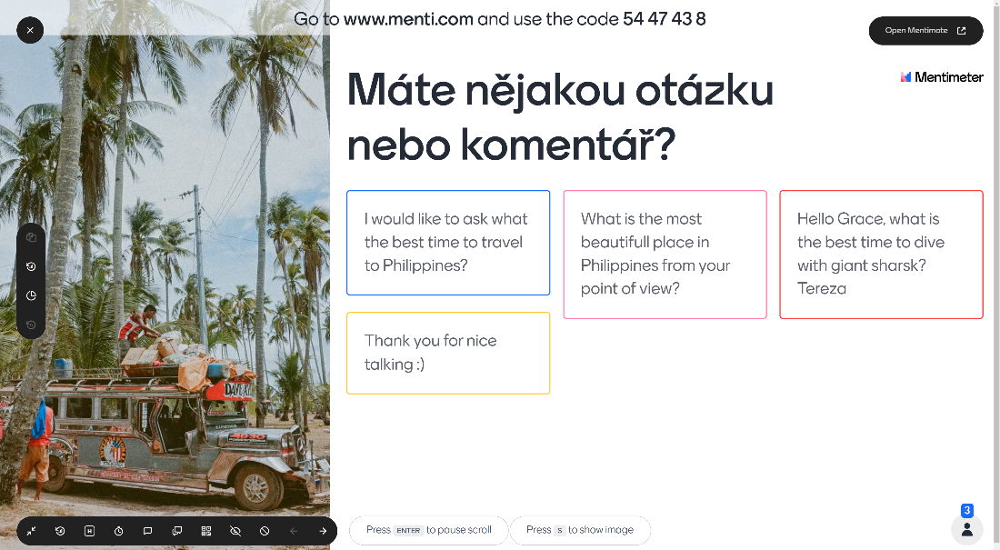 Go to www.menti.com and use the code 54 47 43 8
Open Mentimote
Mentimeter
Máte nějakou otázku
nebo komentář?
I would like to ask what
the best time to travel
to Philippines?
What is the most
beautifull place in
Philippines from your
point of view?
Hello Grace, what is
the best time to dive
with giant sharsk?
Tereza
Thank you for nice
talking :)
4030
3
H
Press ENTER to pause scroll
Press S to show image